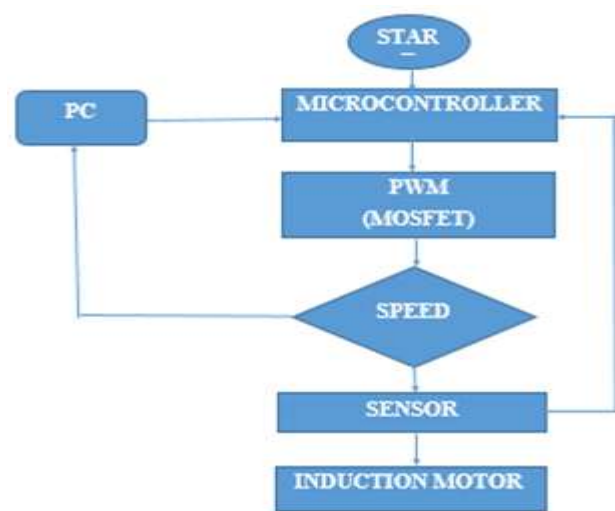 STAR
PC
MICROCONTROLLER
PWM
(MOSFET)
SPEED
SENSOR
INDUCTION MOTOR